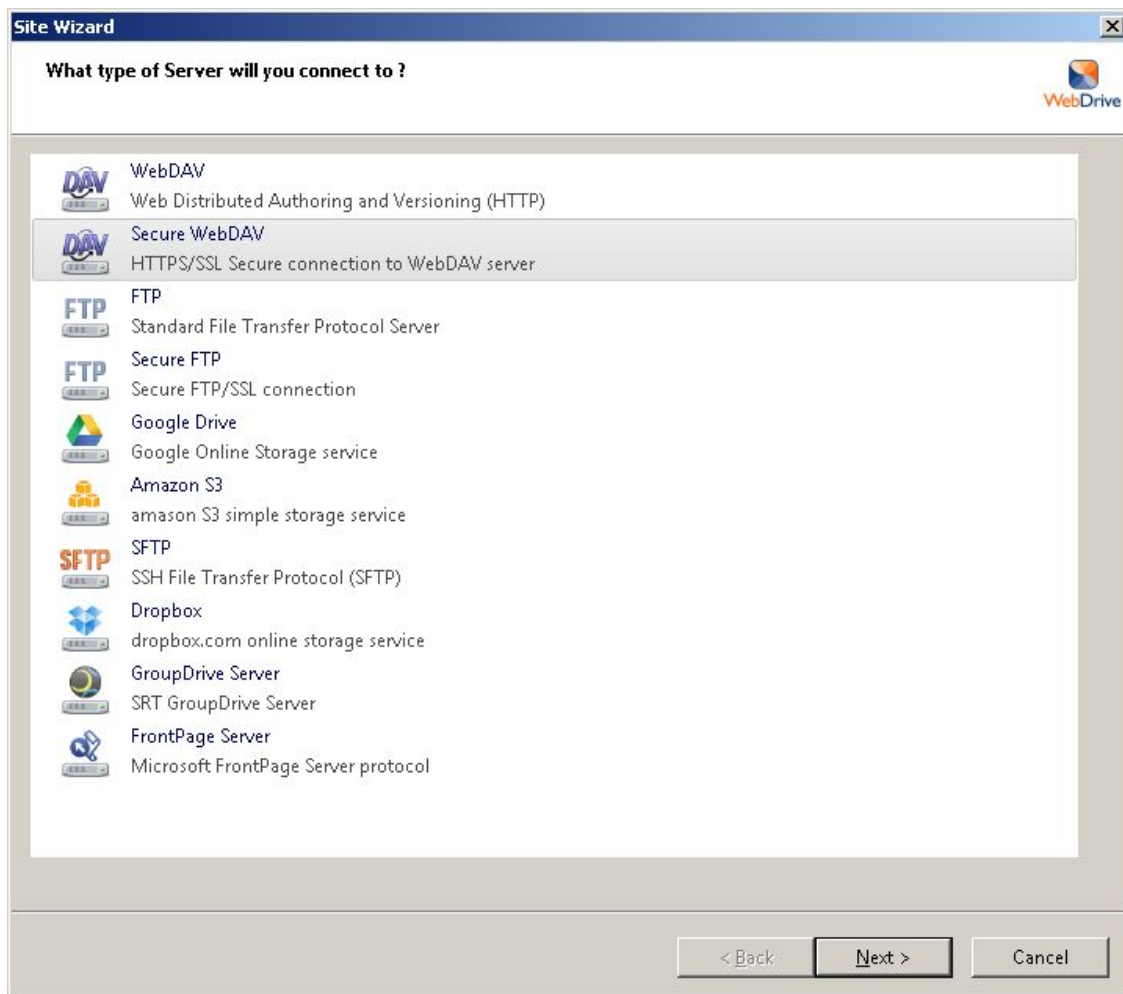 Site Wizard
What type of Server will you connect to ?
WebDrive
DAV
WebDAV
Web Distributed Authoring and Versioning (HTTP)
DAV
Secure WebDAV
HTTPS/SSL Secure connection to WebDAV server
FTP
FTP
Standard File Transfer Protocol Server
FTP
Secure FTP
Secure FTP/SSL connection
Google Drive
Google Online Storage service
Amazon S3
amason S3 simple storage service
SFTP
SFTP
SSH File Transfer Protocol (SFTP)
Dropbox
dropbox.com online storage service
GroupDrive Server
SRT GroupDrive Server
FrontPage Server
Microsoft FrontPage Server protocol
< Back Next > Cancel